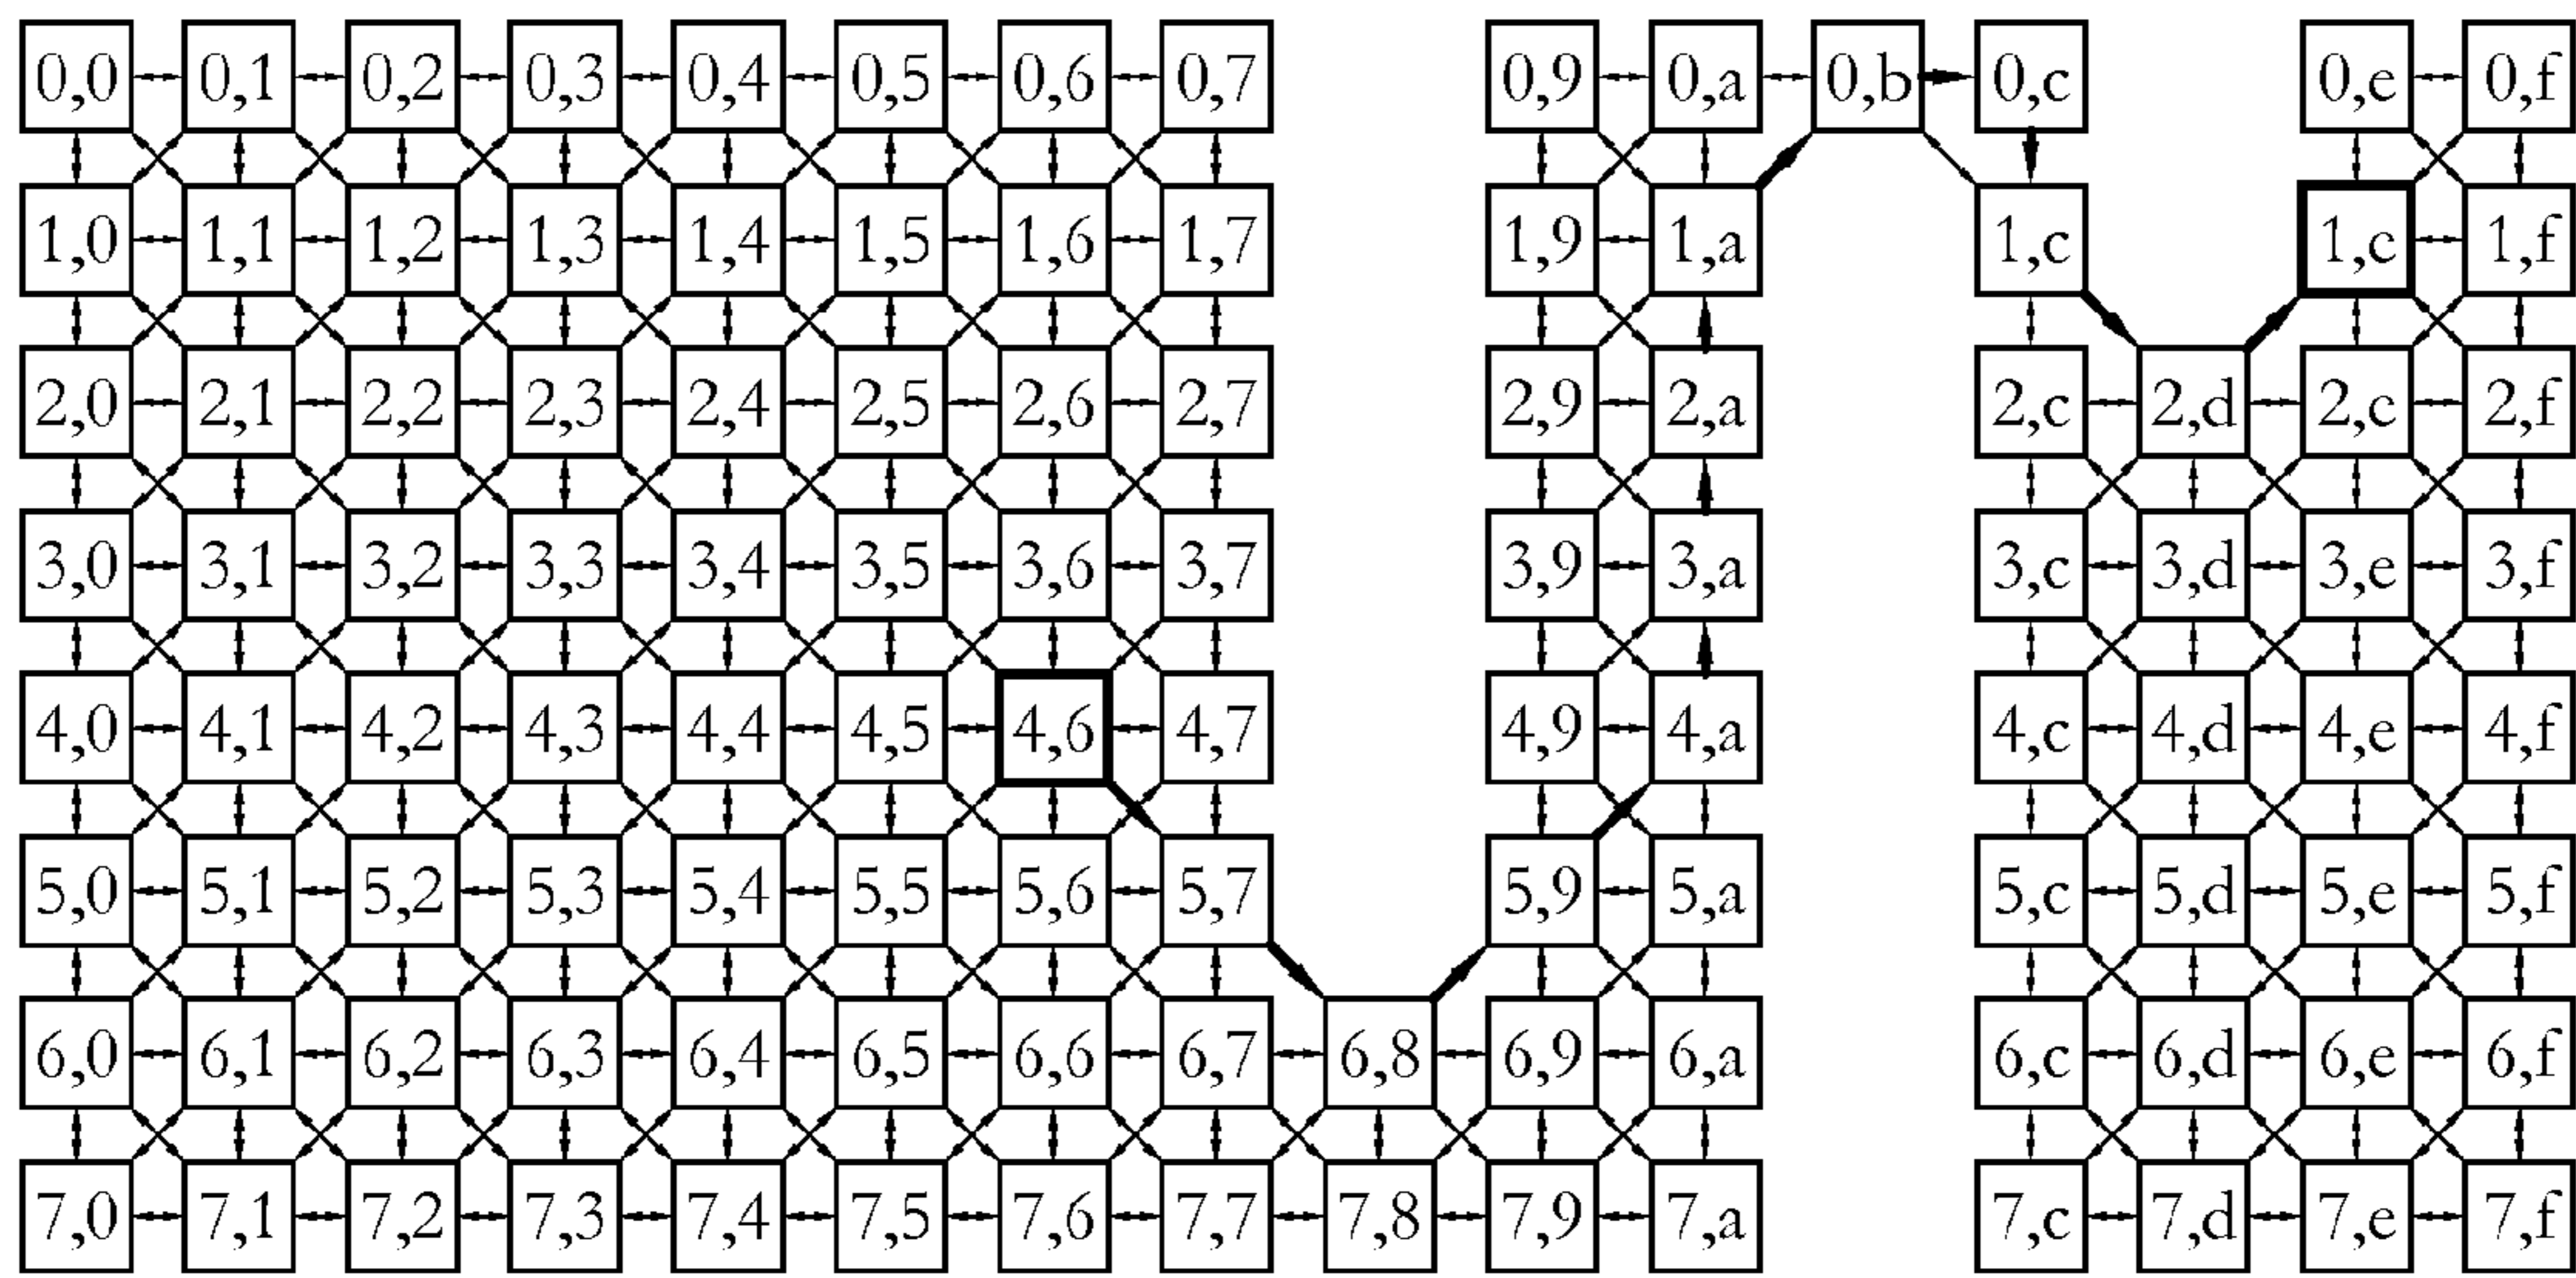 0,0 0,1 0,2 0,3 0,4 0,5 0,6 0,7 0,9 0,a 0,b 0,c 0,e 0,f
1,0 1,1 1,2 1,3 1,4 1,5 1,6 1,7 1,9 1,a 1,c 1,c 1,f
2,0 2,1 2,2 2,3 2,4 2,5 2,6 2,7 2,9 2,a 2,c 2,d 2,c 2,f
3,0 3,1 3,2 3,3 3,4 3,5 3,6 3,7 3,9 3,a 3,c 3,d 3,e 3,f
4,0 4,1 4,2 4,3 4,4 4,5 4,6 4,7 4,9 4,a 4,c 4,d 4,e 4,f
5,0 5,1 5,2 5,3 5,4 5,5 5,6 5,7 5,9 5,a 5,c 5,d 5,e 5,f
6,0 6,1 6,2 6,3 6,4 6,5 6,6 6,7 6,8 6,9 6,a 6,c 6,d 6,e 6,f
7,0 7,1 7,2 7,3 7,4 7,5 7,6 7,7 7,8 7,9 7,a 7,c 7,d 7,e 7,f